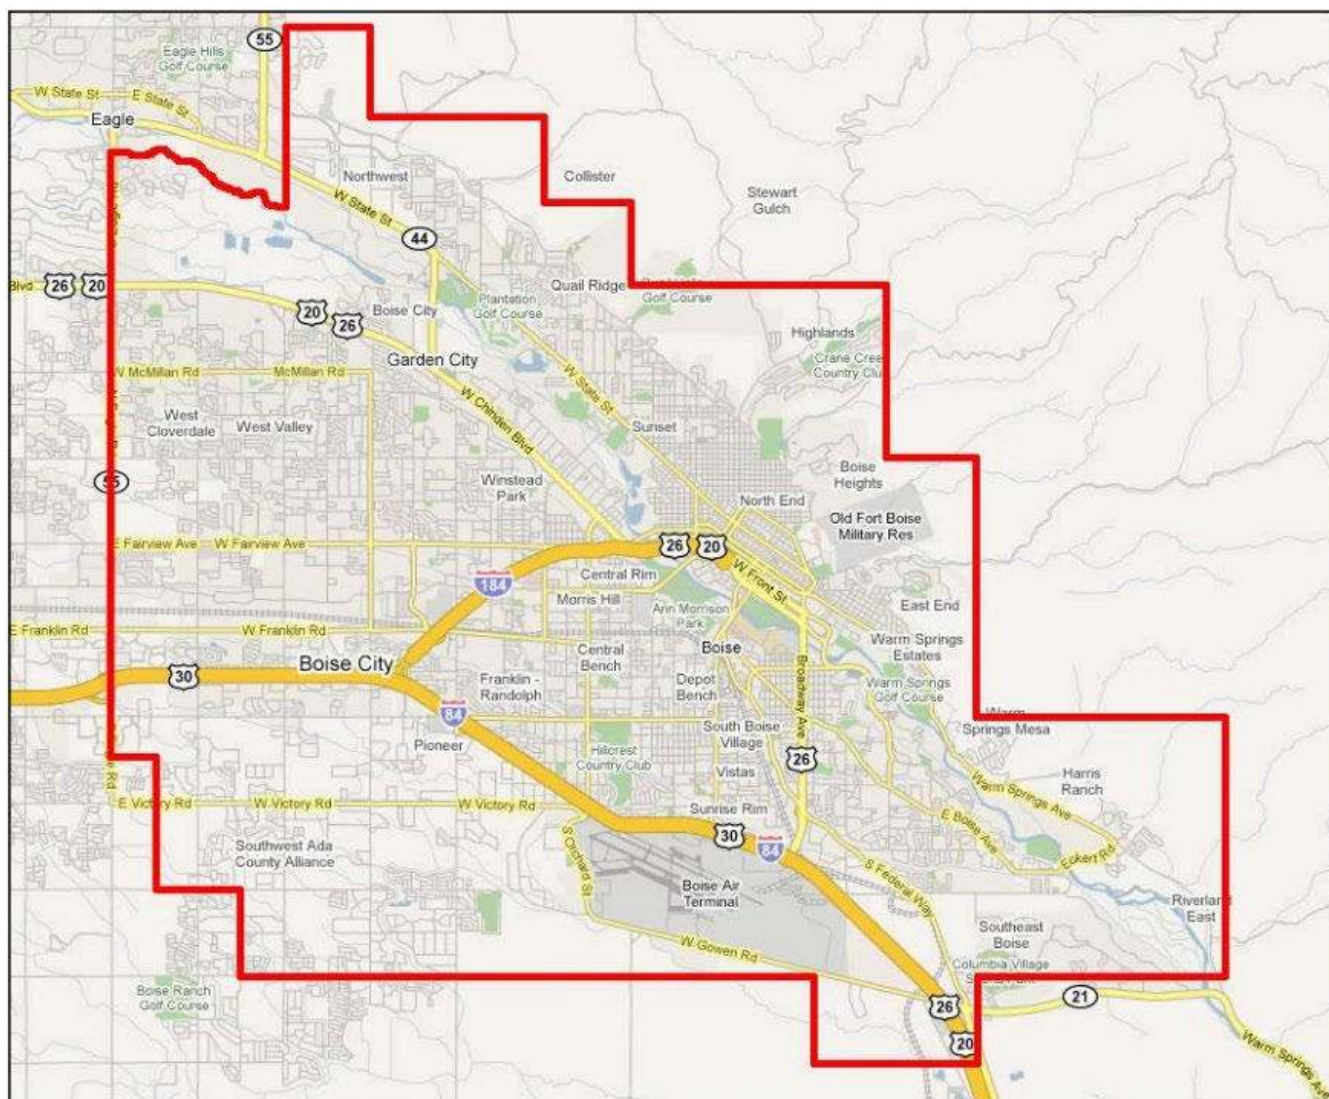 55
Eagle Hills
Golf Course
W State St
E State St
Eagle
Northwest
Collister
Stewart
Gulch
W State St
44
Blvd
26
20
Quail Ridge
Golf Course
Plantation
Golf Course
20
26
Boise City
Highlands
Crane Cree
Country Clu
Garden City
W McMillan Rd
McMillan Rd
W State St
W Chinden Blvd
West
Cloverdale
West Valley
Sunset
55
Winstead
Park
Boise
Heights
North End
Old Fort Boise
Military Res
E Fairview Ave
W Fairview Ave
26
20
184
Central Rim
W Front St
Morris Hill
Ann Morrison
Park
East End
E Franklin Rd
W Franklin Rd
Warm Springs
Estates
Boise City
Central
Bench
Boise
30
Franklin -
Randolph
Depot
Bench
Broadway Ave
Warm Springs
Golf Course
84
Warm
Springs Mesa
Pioneer
South Boise
Village
Hillcrest
Country Club
26
Vistas
Harris
Ranch
Rd
E Victory Rd
W Victory Rd
W Victory Rd
Sunrise Rim
Warm Springs Ave
E Boise Ave
30
84
Southwest Ada
County Alliance
S Orchard St
Eckert Rd
S Federal Way
Boise Air
Terminal
Riverland
East
Southeast
Boise
W Gowen Rd
Columbia Village
Boise Ranch
Golf Course
26
21
20
Warm Springs Ave